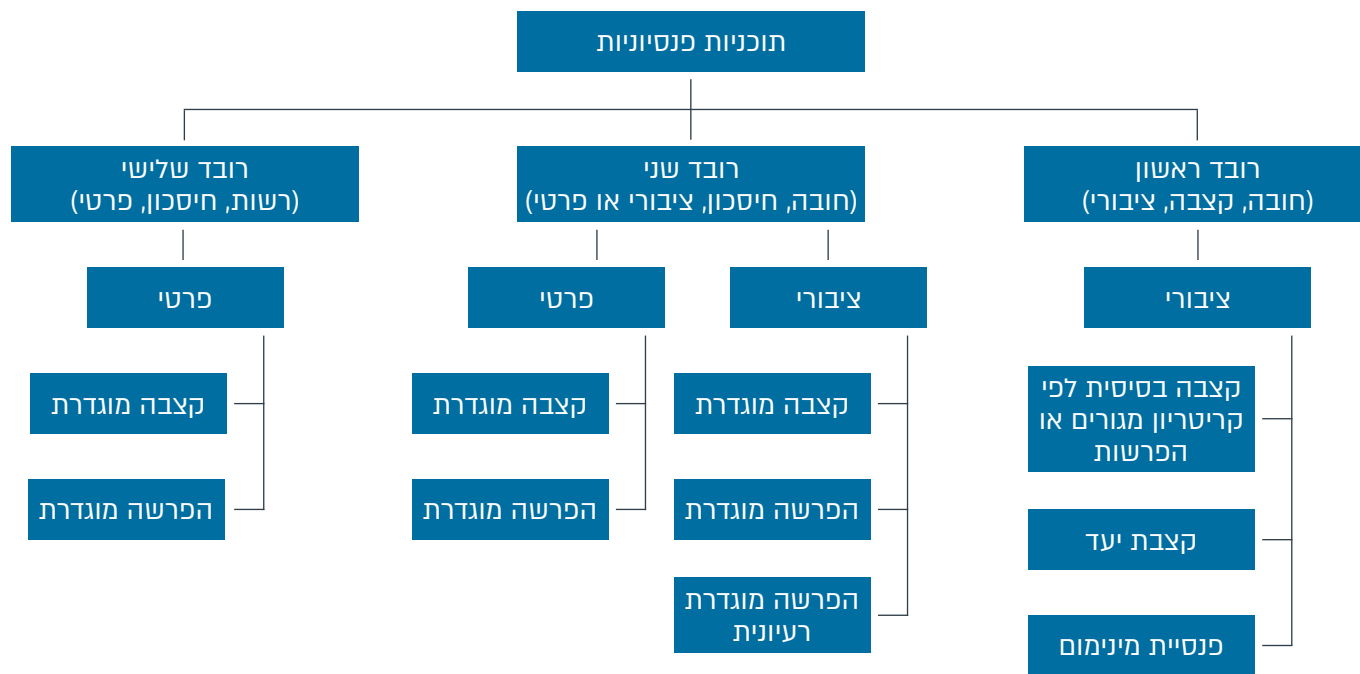 תוכניות פנסיוניות
רובד ראשון
(חובה, קצבה, ציבורי)
רובד שני
(חובה, חיסכון, ציבורי או פרטי)
רובד שלישי
(רשות, חיסכון, פרטי)
ציבורי
ציבורי
פרטי
פרטי
קצבה בסיסית לפי
קריטריון מגורים או
הפרשות
קצבת יעד
פנסיית מינימום
קצבה מוגדרת
הפרשה מוגדרת
הפרשה מוגדרת
רעיונית
קצבה מוגדרת
הפרשה מוגדרת
קצבה מוגדרת
הפרשה מוגדרת